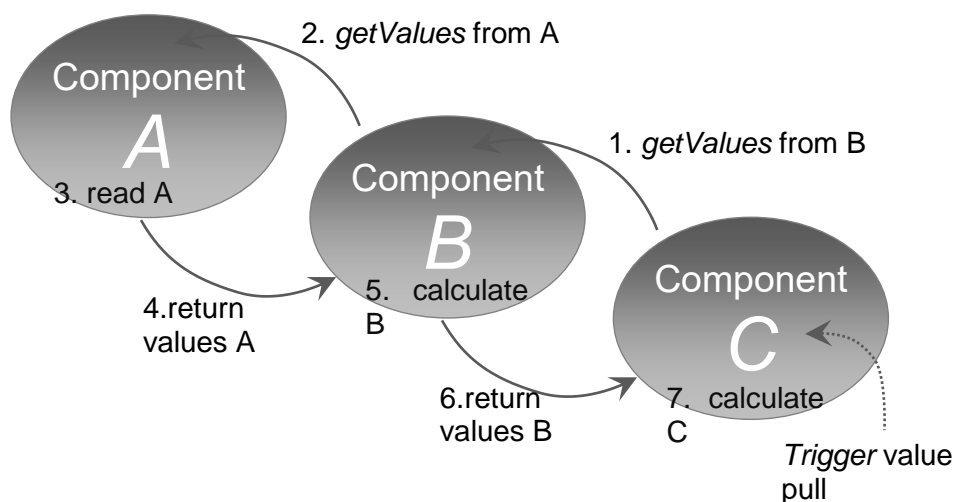 2. getValues from A
Component
A
3. read A
1. getValues from B
Component
B
4.return
values A
5. calculate
B
Component
C
6.return
values B
7. calculate
C
Trigger value
pull